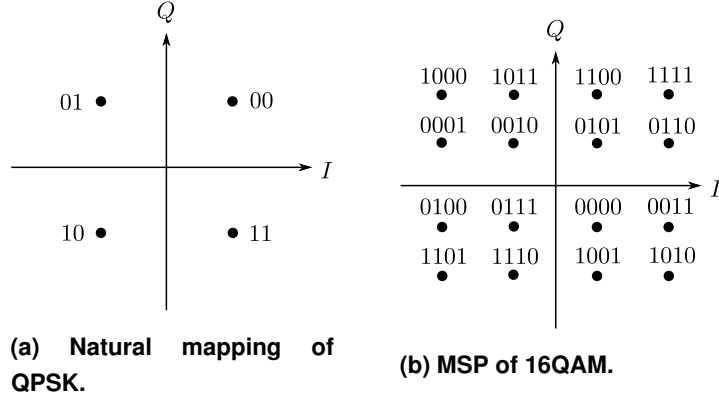 Q
01 00
I
10 11
(a) Natural mapping of
QPSK.
Q
1000 1011 1100 1111
0001 0010 0101 0110
I
0100 0111 0000 0011
1101 1110 1001 1010
(b) MSP of 16QAM.